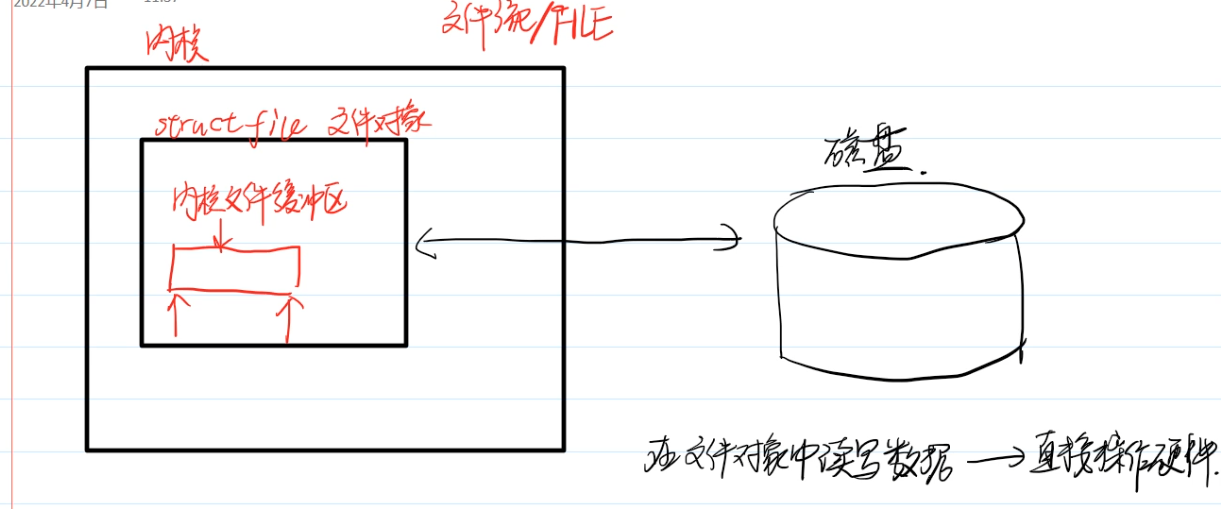 2022年4月7日 11:37
文件流/FILE
内核
struct file 文件对象
磁盘.
内核文件缓冲区
在文件对象中读写数据 → 直接操作硬件.